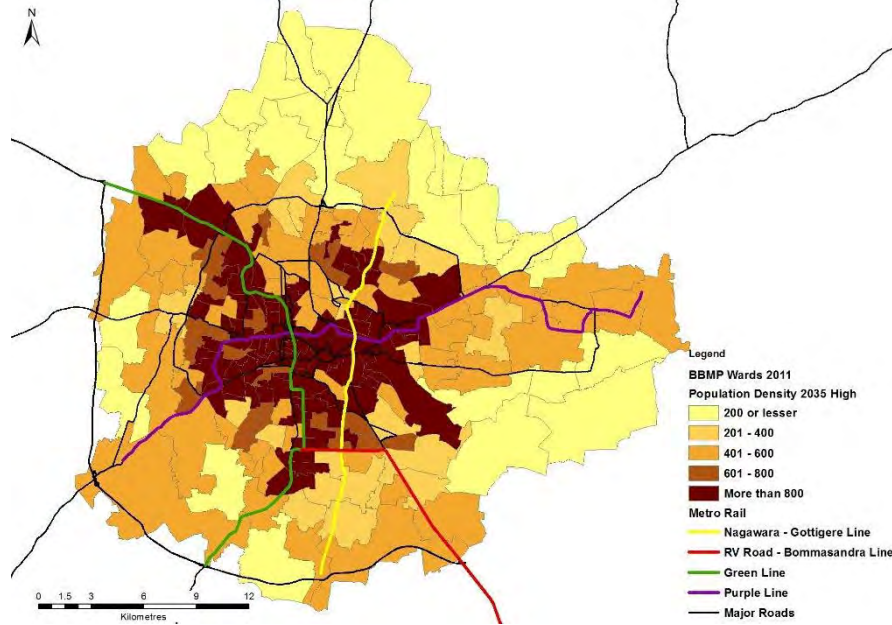 N
Legend
BBMP Wards 2011
Population Density 2035 High
200 or lesser
201 - 400
401 - 600
601 - 800
More than 800
Metro Rail
Nagawara - Gottigere Line
RV Road - Bommasandra Line
Green Line
Purple Line
Major Roads
0 1.5 3 6 9 12
Kilometres